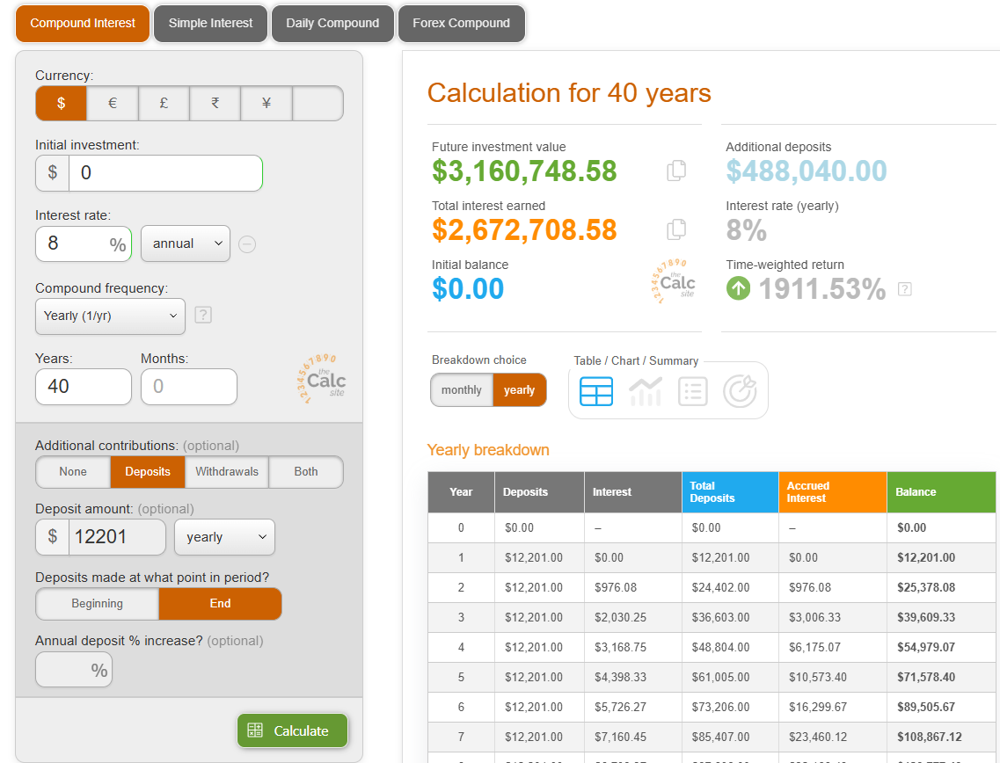 Compound Interest Simple Interest Daily Compound Forex Compound
Currency:
$ € £ ₹ ¥
Initial investment:
$ 0
Interest rate:
8 % annual
Compound frequency:
Yearly (1/yr) ?
Years: Months:
40 0
1234567890
the
Calc
site
Additional contributions: (optional)
None Deposits Withdrawals Both
Deposit amount: (optional)
$ 12201 yearly
Deposits made at what point in period?
Beginning End
Annual deposit % increase? (optional)
%
Calculate
Calculation for 40 years
Future investment value
$3,160,748.58
Total interest earned
$2,672,708.58
Initial balance
$0.00
1234567890
the
Calc
site
Additional deposits
$488,040.00
Interest rate (yearly)
8%
Time-weighted return
1911.53% ?
Breakdown choice
monthly yearly
Table / Chart / Summary
Yearly breakdown
Year Deposits Interest Total Deposits Accrued Interest Balance
0 $0.00 – $0.00 – $0.00
1 $12,201.00 $0.00 $12,201.00 $0.00 $12,201.00
2 $12,201.00 $976.08 $24,402.00 $976.08 $25,378.08
3 $12,201.00 $2,030.25 $36,603.00 $3,006.33 $39,609.33
4 $12,201.00 $3,168.75 $48,804.00 $6,175.07 $54,979.07
5 $12,201.00 $4,398.33 $61,005.00 $10,573.40 $71,578.40
6 $12,201.00 $5,726.27 $73,206.00 $16,299.67 $89,505.67
7 $12,201.00 $7,160.45 $85,407.00 $23,460.12 $108,867.12